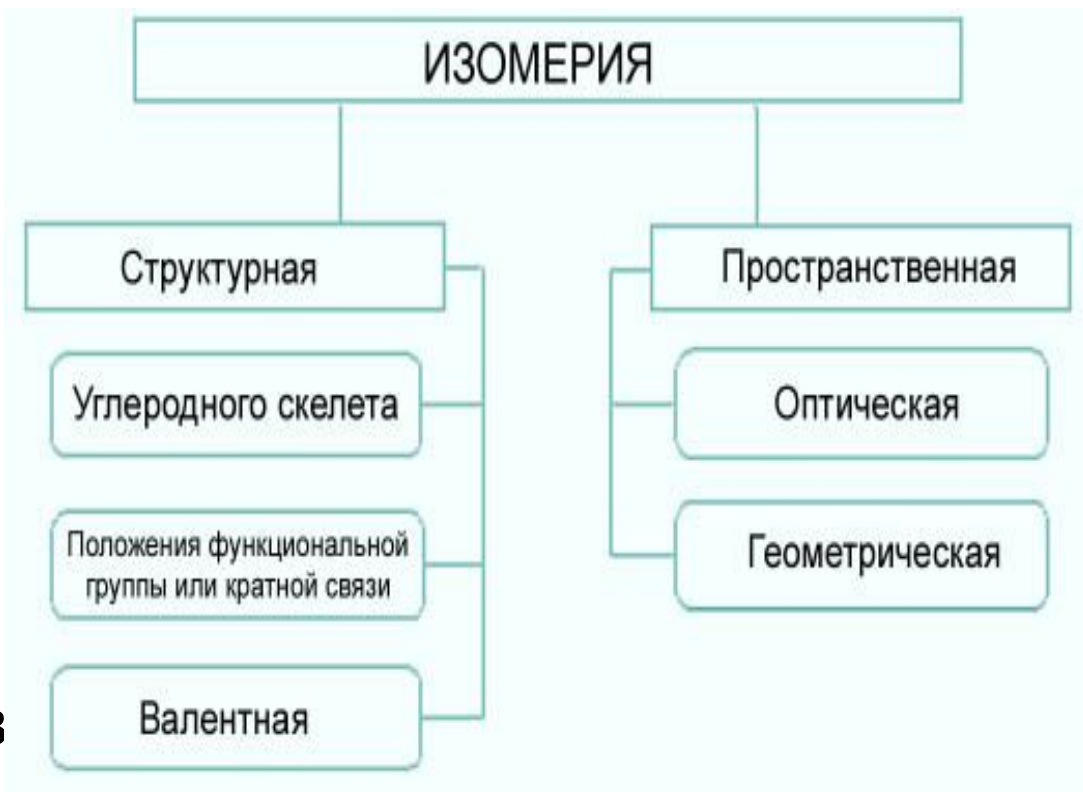 ИЗОМЕРИЯ
Структурная
Углеродного скелета
Положения функциональной
группы или кратной связи
Валентная
Пространственная
Оптическая
Геометрическая